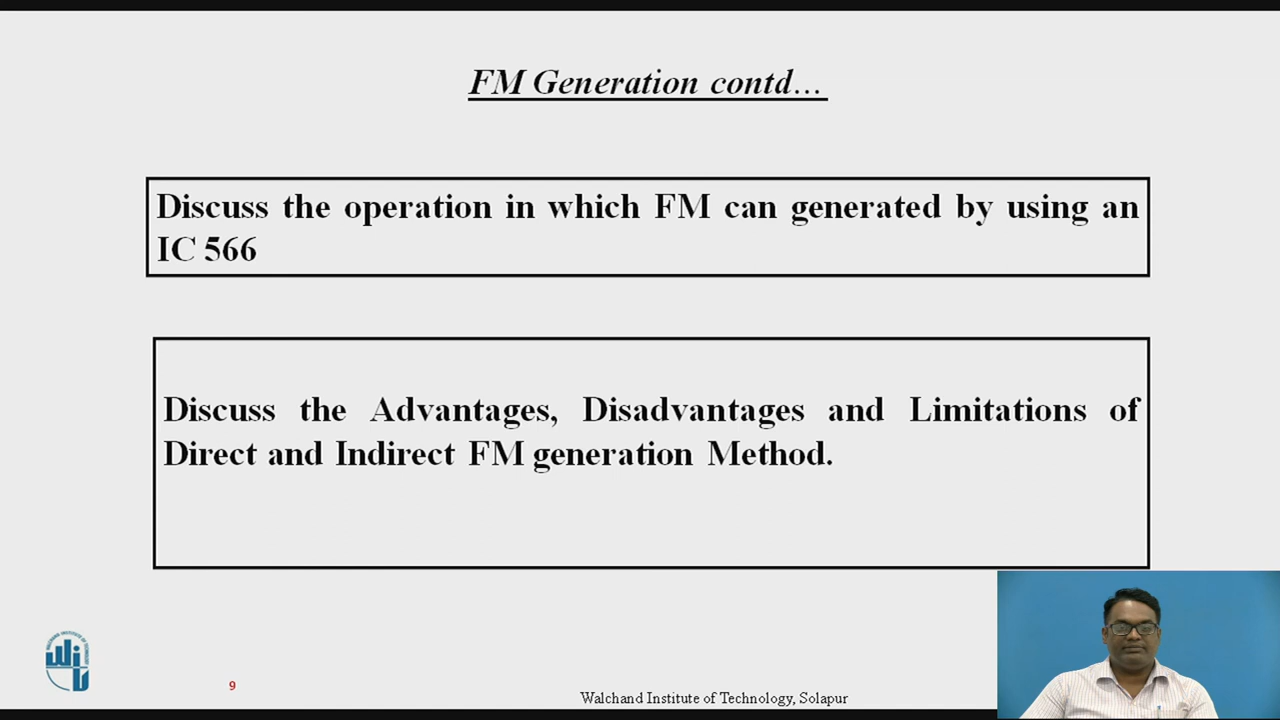 FM Generation contd...
Discuss the operation in which FM can generated by using an
IC 566
Discuss the Advantages, Disadvantages and Limitations of
Direct and Indirect FM generation Method.
9
Walchand Institute of Technology, Solapur